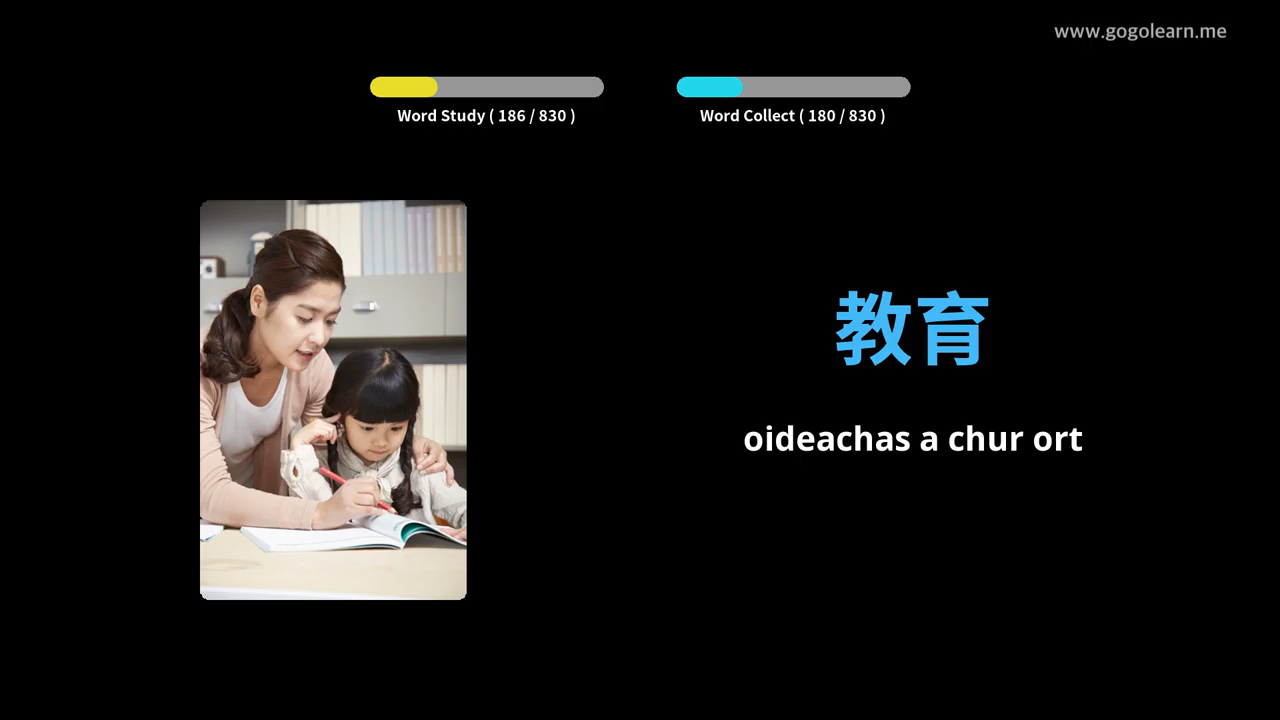 www.gogolearn.me
Word Study ( 186 / 830 )
Word Collect ( 180 / 830 )
教育
oideachas a chur ort